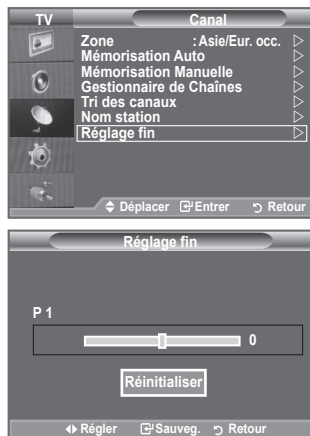 TV Canal
Zone : Asie/Eur. occ.
Mémorisation Auto
Mémorisation Manuelle
Gestionnaire de Chaînes
Tri des canaux
Nom station
Réglage fin
Déplacer Entrer Retour
Réglage fin
P 1
0
Réinitialiser
Régler Sauveg. Retour